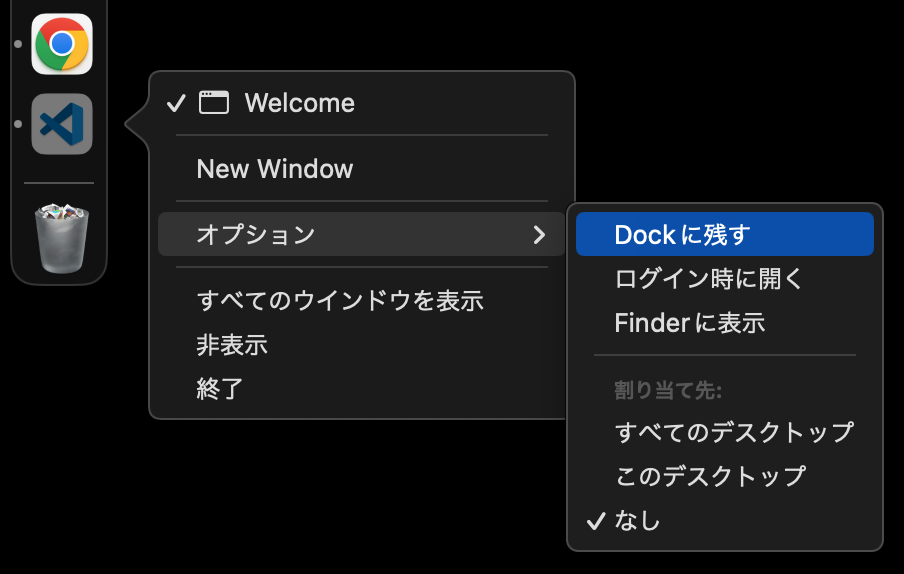 Welcome
New Window
オプション
すべてのウインドウを表示
非表示
終了
Dockに残す
ログイン時に開く
Finderに表示
割り当て先:
すべてのデスクトップ
このデスクトップ
なし